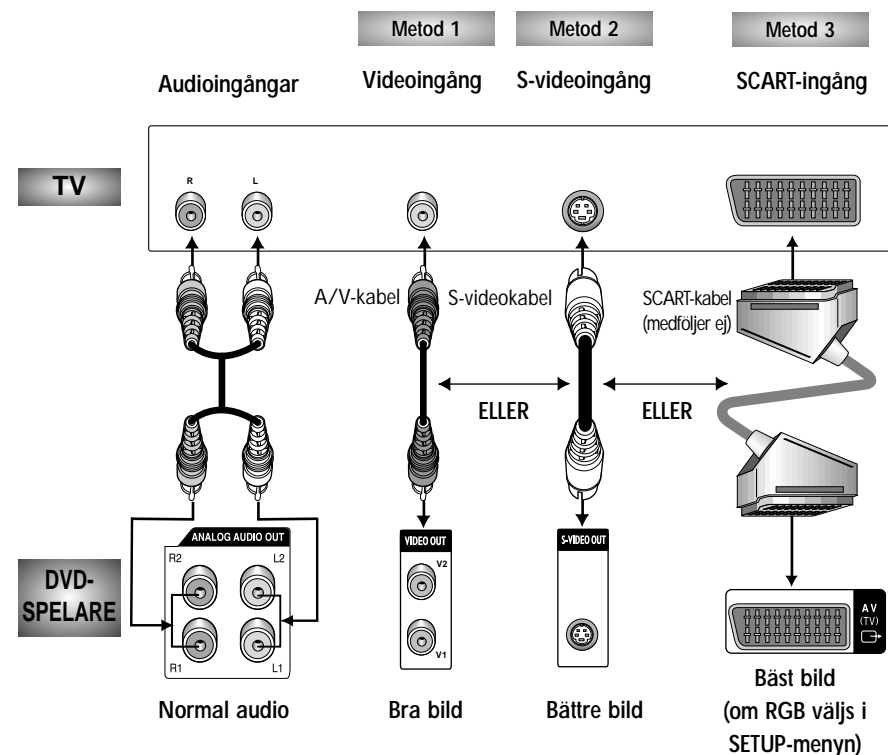 Metod 1
Metod 2
Metod 3
Audioingångar
Videoingång
S-videoingång
SCART-ingång
TV
R
L
A/V-kabel
S-videokabel
SCART-kabel
(medföljer ej)
ELLER
ELLER
DVD-
SPELARE
ANALOG AUDIO OUT
R2
L2
R1
L1
VIDEO OUT
V2
V1
S-VIDEO OUT
AV
(TV)
Normal audio
Bra bild
Bättre bild
Bäst bild
(om RGB väljs i
SETUP-menyn)